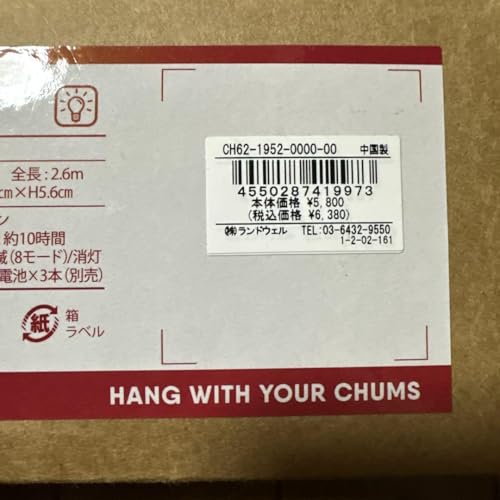 全長：2.6m
cm×H5.6cm
ン
約10時間
滅(8モード)/消灯
電池×3本(別売)
紙
箱
ラベル
CH62-1952-0000-00 中国製
4550287419973
本体価格 ¥5,800
(税込価格 ¥6,380)
㈱ランドウェル TEL:03-6432-9550
1-2-02-161
HANG WITH YOUR CHUMS